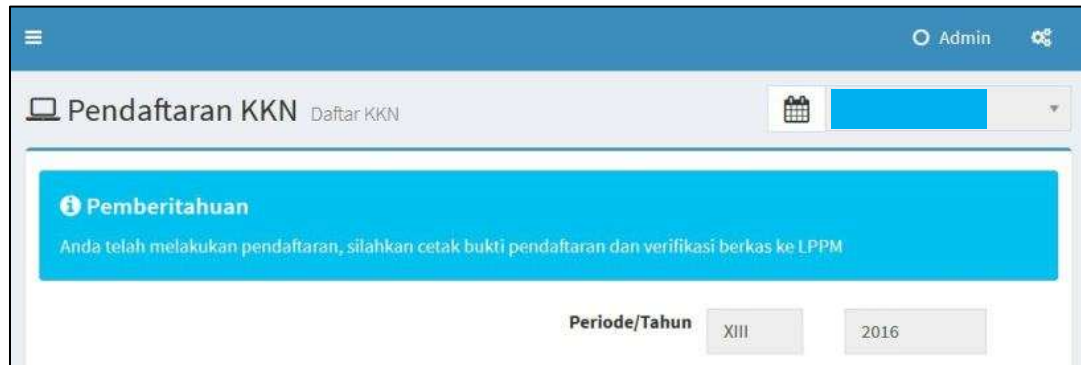 Admin
Pendaftaran KKN Daftar KKN
Pemberitahuan
Anda telah melakukan pendaftaran, silahkan cetak bukti pendaftaran dan verifikasi berkas ke LPPM
Periode/Tahun XIII 2016